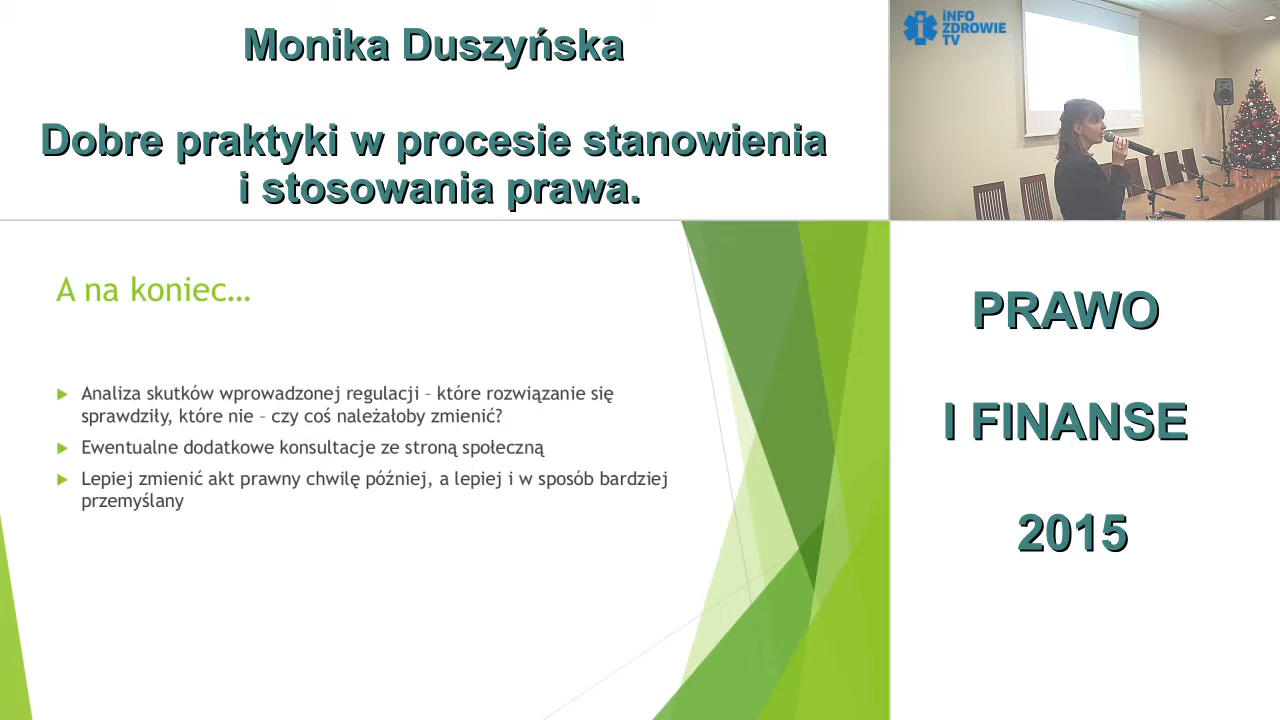 Monika Duszyńska
Dobre praktyki w procesie stanowienia
i stosowania prawa.
iNFO
ZDROWIE
TV
A na koniec...
Analiza skutków wprowadzonej regulacji – które rozwiązanie się
sprawdziły, które nie – czy coś należałoby zmienić?
Ewentualne dodatkowe konsultacje ze stroną społeczną
Lepiej zmienić akt prawny chwilę później, a lepiej i w sposób bardziej
przemyślany
PRAWO
I FINANSE
2015